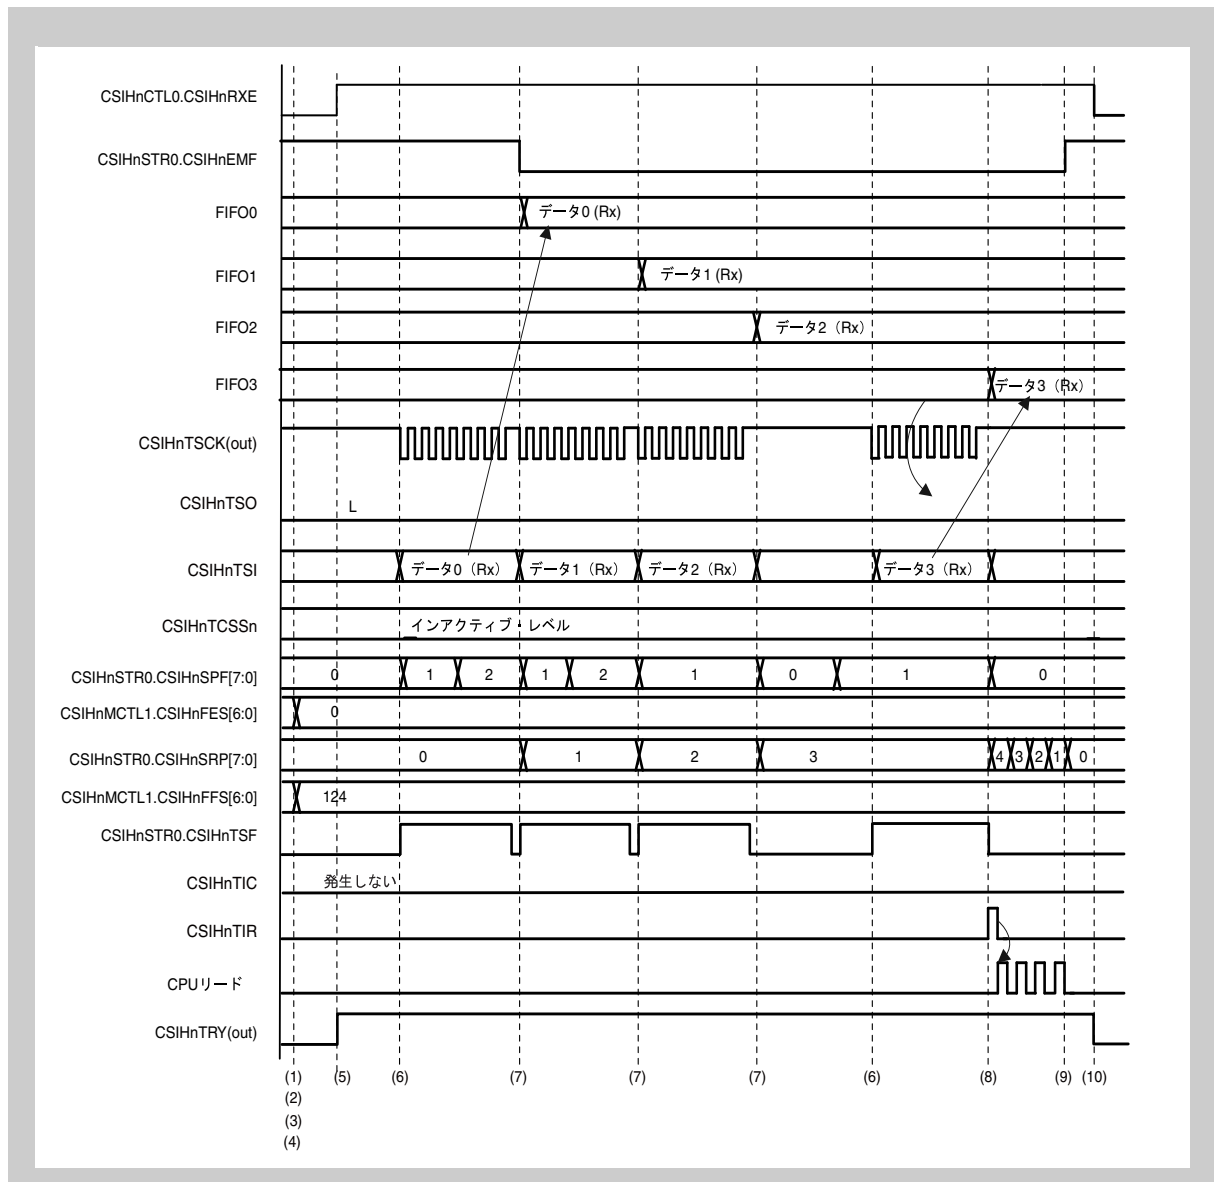 CSIHnCTL0.CSIHnRXE
CSIHnSTR0.CSIHnEMF
FIFO0
データ0 (Rx)
FIFO1
データ1 (Rx)
FIFO2
データ2（Rx）
FIFO3
データ3（Rx）
CSIHnTSCK(out)
CSIHnTSO
L
CSIHnTSI
データ0（Rx） データ1（Rx） データ2（Rx） データ3（Rx）
CSIHnTCSSn
インアクティブ・レベル
CSIHnSTR0.CSIHnSPF[7:0]
0 1 2 1 2 1 0 1 0
CSIHnMCTL1.CSIHnFES[6:0]
0
CSIHnSTR0.CSIHnSRP[7:0]
0 1 2 3 4 3 2 1 0
CSIHnMCTL1.CSIHnFFS[6:0]
124
CSIHnSTR0.CSIHnTSF
CSIHnTIC
発生しない
CSIHnTIR
CPUリード
CSIHnTRY(out)
(1) (5) (6) (7) (7) (7) (6) (8) (9) (10)
(2)
(3)
(4)